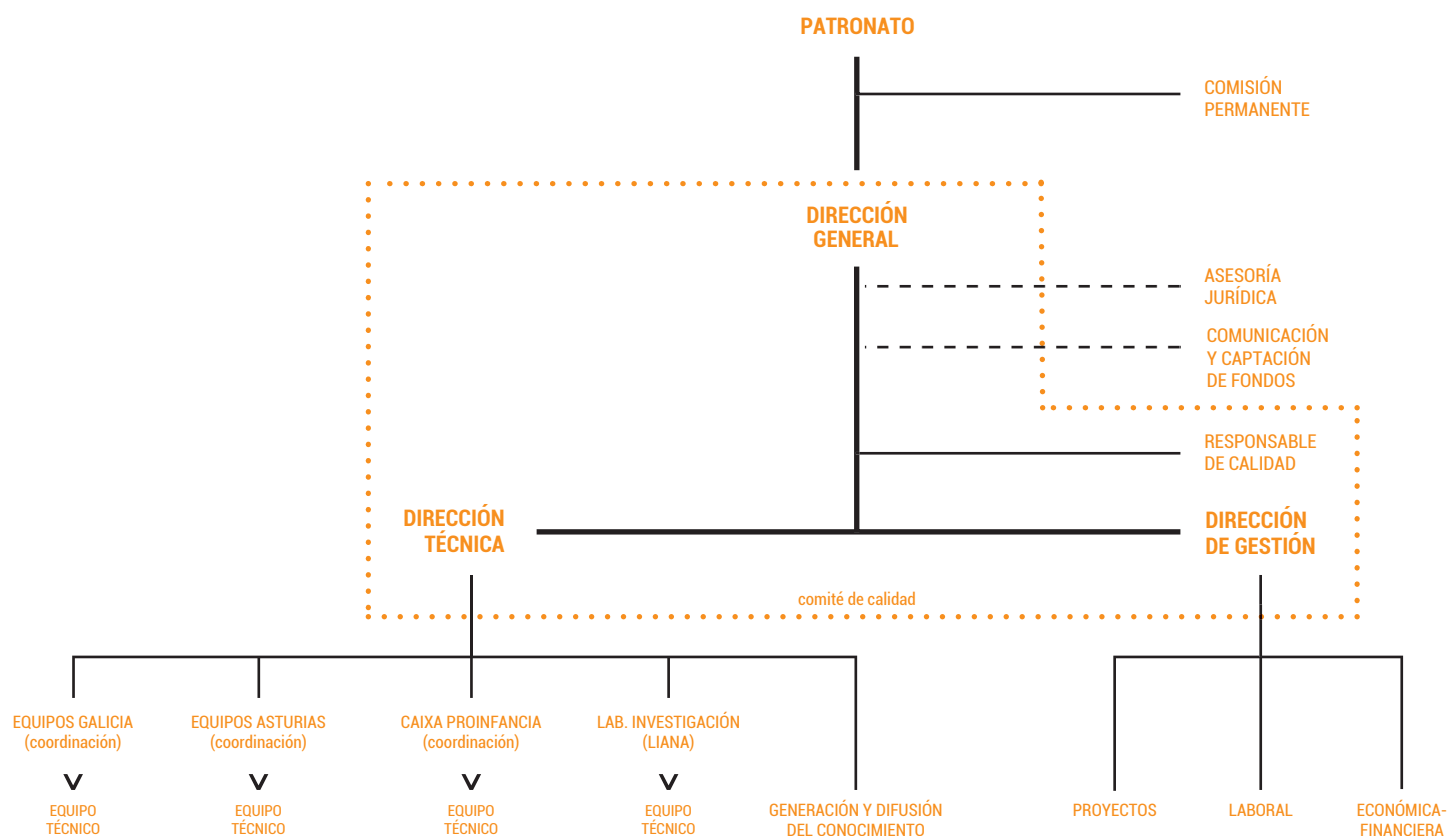 PATRONATO
COMISIÓN
PERMANENTE
DIRECCIÓN
GENERAL
ASESORÍA
JURÍDICA
COMUNICACIÓN
Y CAPTACIÓN
DE FONDOS
RESPONSABLE
DE CALIDAD
DIRECCIÓN
TÉCNICA
DIRECCIÓN
DE GESTIÓN
comité de calidad
EQUIPOS GALICIA
(coordinación)
EQUIPO
TÉCNICO
EQUIPOS ASTURIAS
(coordinación)
EQUIPO
TÉCNICO
CAIXA PROINFANCIA
(coordinación)
EQUIPO
TÉCNICO
LAB. INVESTIGACIÓN
(LIANA)
EQUIPO
TÉCNICO
GENERACIÓN Y DIFUSIÓN
DEL CONOCIMIENTO
PROYECTOS
LABORAL
ECONÓMICA-
FINANCIERA